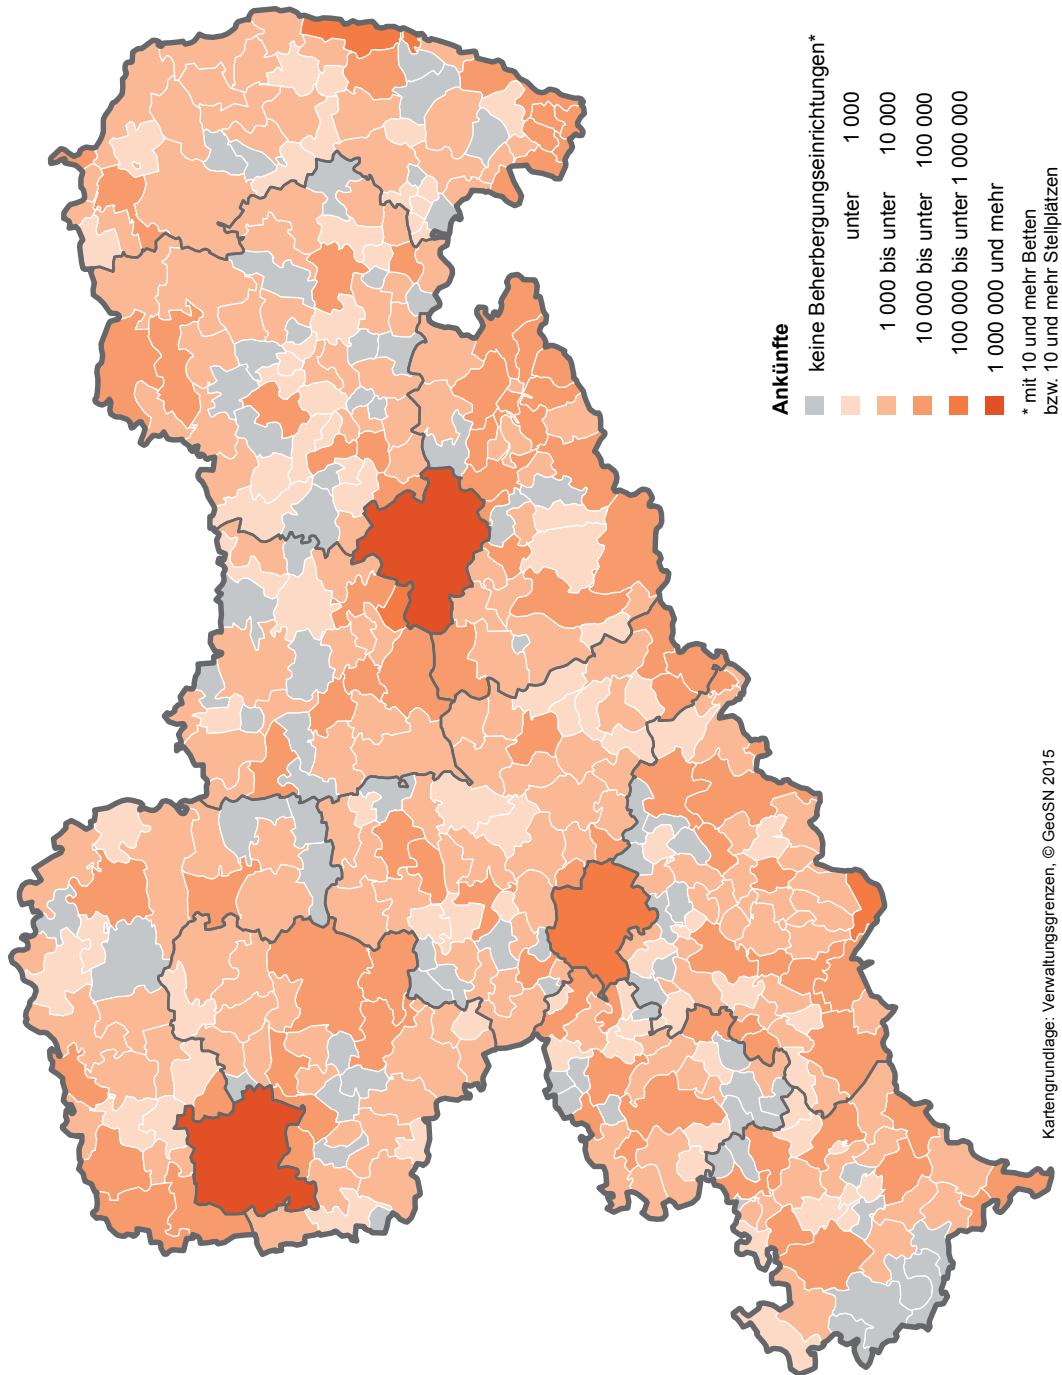 Ankünfte
keine Beherbergungseinrichtungen*
unter 1 000
1 000 bis unter 10 000
10 000 bis unter 100 000
100 000 bis unter 1 000 000
1 000 000 und mehr
* mit 10 und mehr Betten
bzw. 10 und mehr Stellplätzen
Kartengrundlage: Verwaltungsgrenzen, © GeoSN 2015